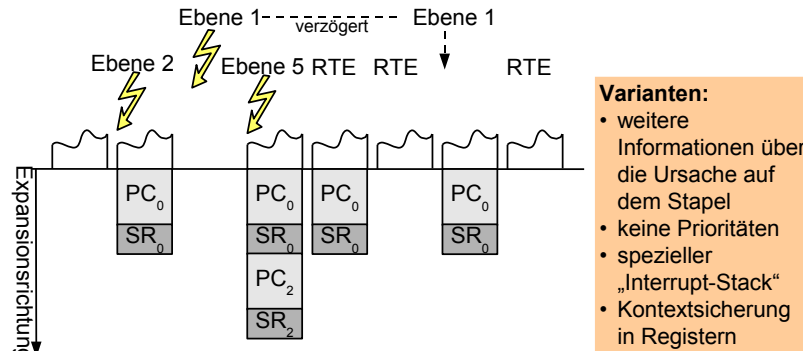 Ebene 1 verzögert Ebene 1
Ebene 2 Ebene 5 RTE RTE RTE
Expansionsrichtung
PC0 PC0 PC0 PC0
SR0 SR0 SR0 SR0
PC2
SR2
Varianten:
• weitere
Informationen über
die Ursache auf
dem Stapel
• keine Prioritäten
• spezieller
„Interrupt-Stack“
• Kontextsicherung
in Registern